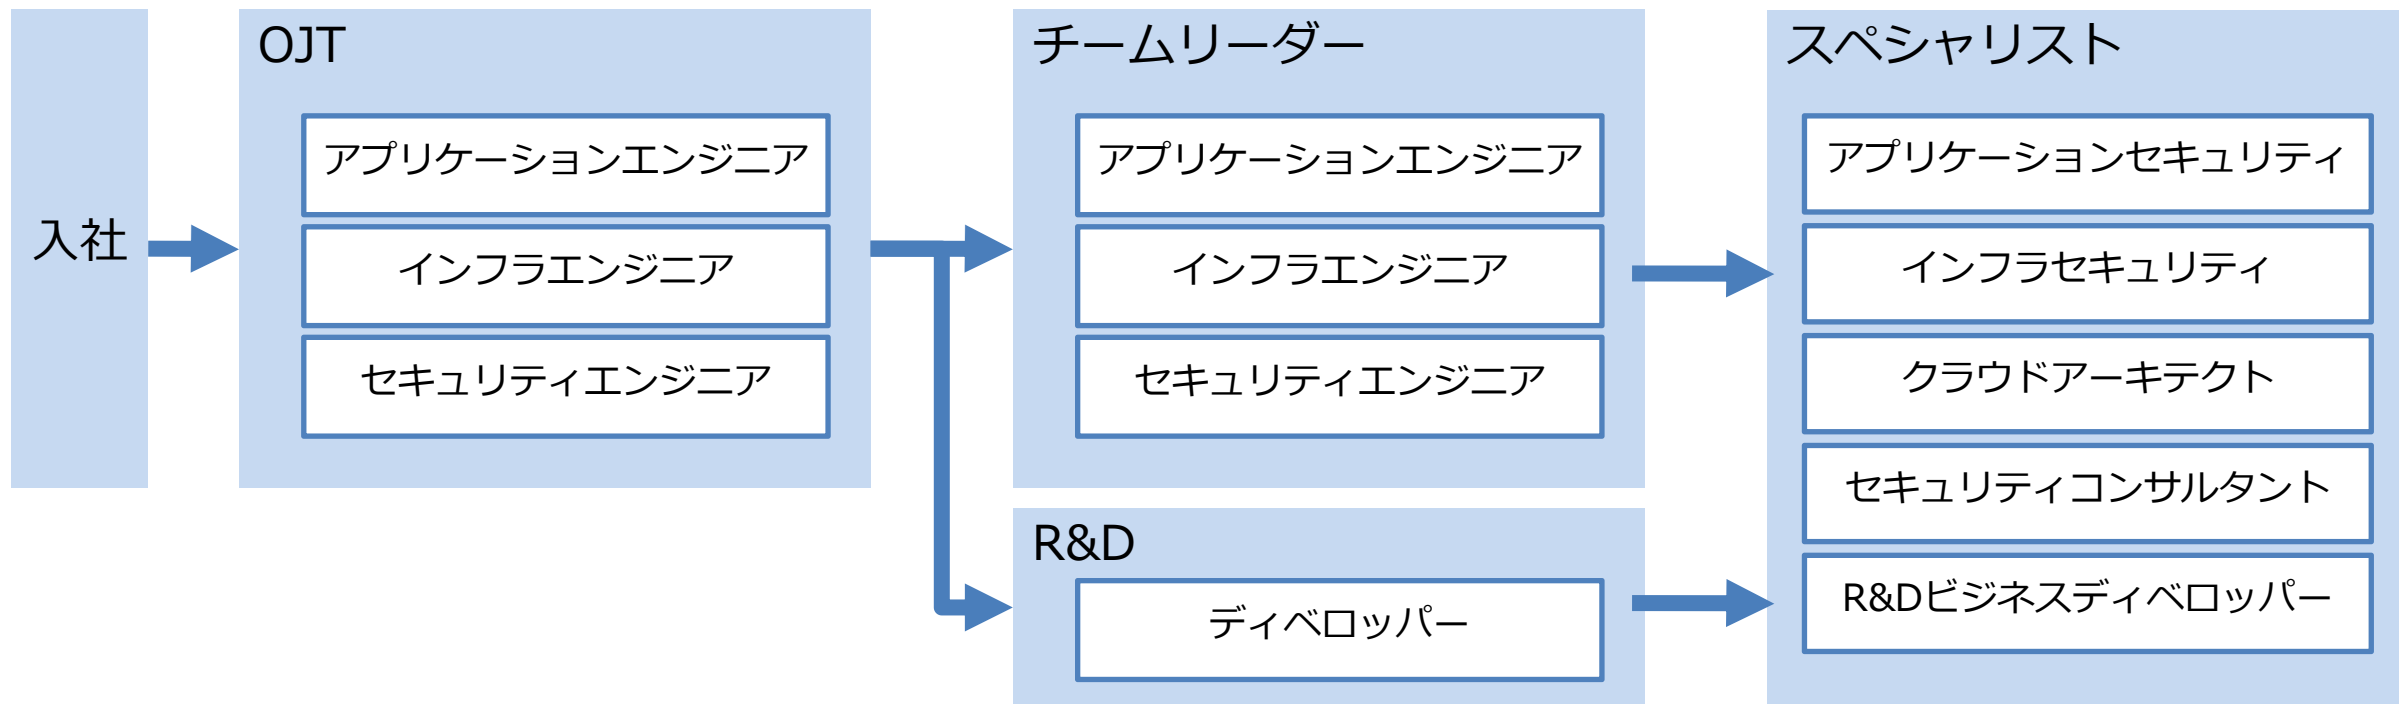 入社
OJT
アプリケーションエンジニア
インフラエンジニア
セキュリティエンジニア
チームリーダー
アプリケーションエンジニア
インフラエンジニア
セキュリティエンジニア
R&D
ディベロッパー
スペシャリスト
アプリケーションセキュリティ
インフラセキュリティ
クラウドアーキテクト
セキュリティコンサルタント
R&Dビジネスディベロッパー